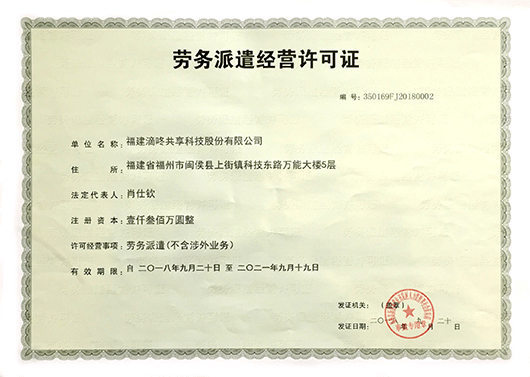 劳务派遣经营许可证
编 号：350169FJ20180002
单 位 名 称：福建滴咚共享科技股份有限公司
住 所：福建省福州市闽侯县上街镇科技东路万能大楼5层
法定代表人：肖仕钦
注 册 资 本：壹仟叁佰万圆整
许可经营事项：劳务派遣(不含涉外业务)
有 效 期 限：自 二〇一八年九月二十日 至 二〇二一年九月十九日
发证机关：（盖章）
发证日期：二〇 年 九 月 二十 日